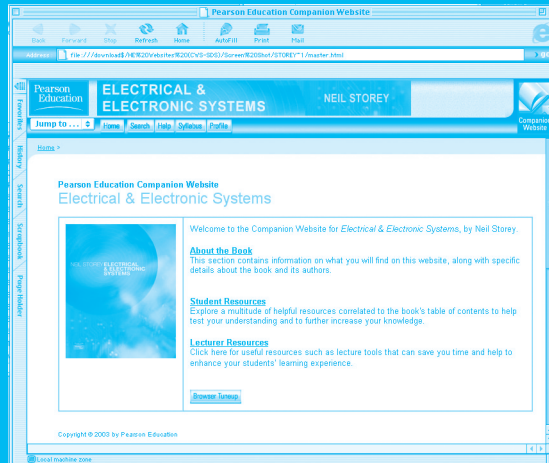 Pearson Education Companion Website
Back Forward Stop Refresh Home AutoFill Print Mail
Address: file:///download$/HE%20Websites%20(CWS-SDS)/Screen%20Shot/STOREY~1/master.html
Pearson Education
ELECTRICAL & ELECTRONIC SYSTEMS
NEIL STOREY
Companion Website
Jump to ... Home Search Help Syllabus Profile
Favorites
History
Search
Scrapbook
Page Holder
Home >
Pearson Education Companion Website
Electrical & Electronic Systems
NEIL STOREY ELECTRICAL & ELECTRONIC SYSTEMS
Welcome to the Companion Website for Electrical & Electronic Systems, by Neil Storey.
About the Book
This section contains information on what you will find on this website, along with specific
details about the book and its authors.
Student Resources
Explore a multitude of helpful resources correlated to the book's table of contents to help
test your understanding and to further increase your knowledge.
Lecturer Resources
Click here for useful resources such as lecture tools that can save you time and help to
enhance your students' learning experience.
Browser Tuneup
Copyright © 2003 by Pearson Education
Local machine zone